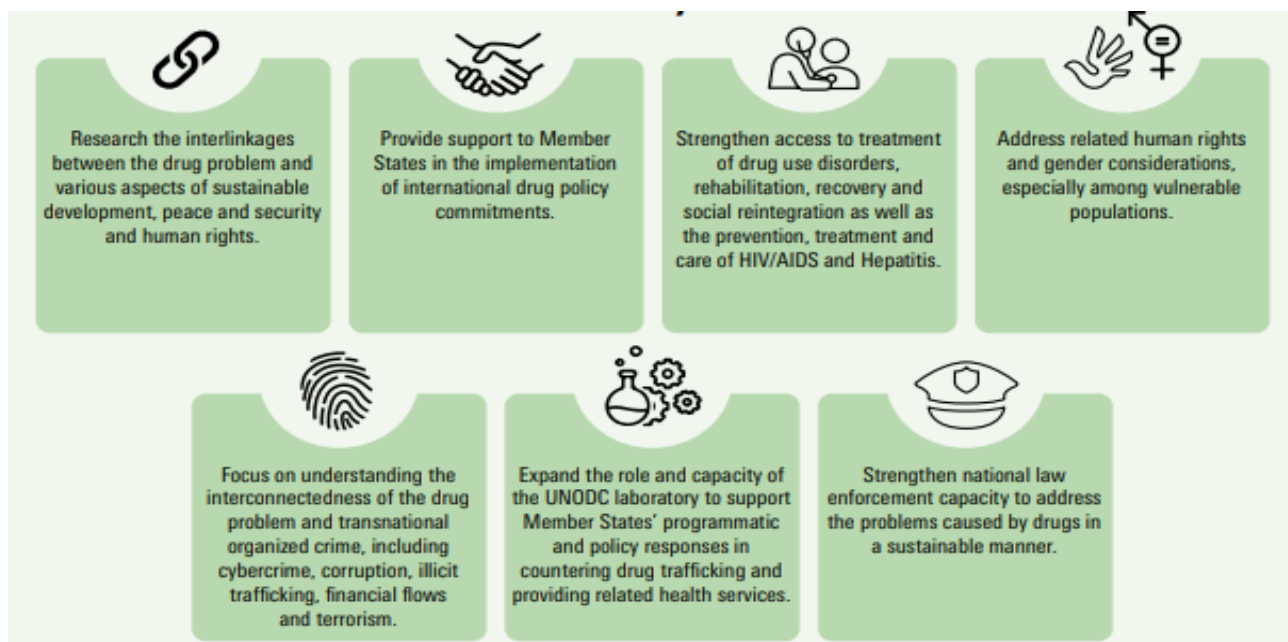 Research the interlinkages
between the drug problem and
various aspects of sustainable
development, peace and security
and human rights.
Provide support to Member
States in the implementation
of international drug policy
commitments.
Strengthen access to treatment
of drug use disorders,
rehabilitation, recovery and
social reintegration as well as
the prevention, treatment and
care of HIV/AIDS and Hepatitis.
Address related human rights
and gender considerations,
especially among vulnerable
populations.
Focus on understanding the
interconnectedness of the drug
problem and transnational
organized crime, including
cybercrime, corruption, illicit
trafficking, financial flows
and terrorism.
Expand the role and capacity of
the UNODC laboratory to support
Member States' programmatic
and policy responses in
countering drug trafficking and
providing related health services.
Strengthen national law
enforcement capacity to address
the problems caused by drugs in
a sustainable manner.